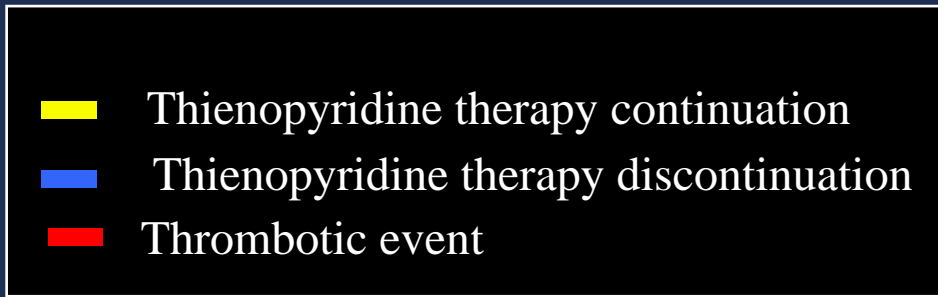 Thienopyridine therapy continuation
Thienopyridine therapy discontinuation
Thrombotic event